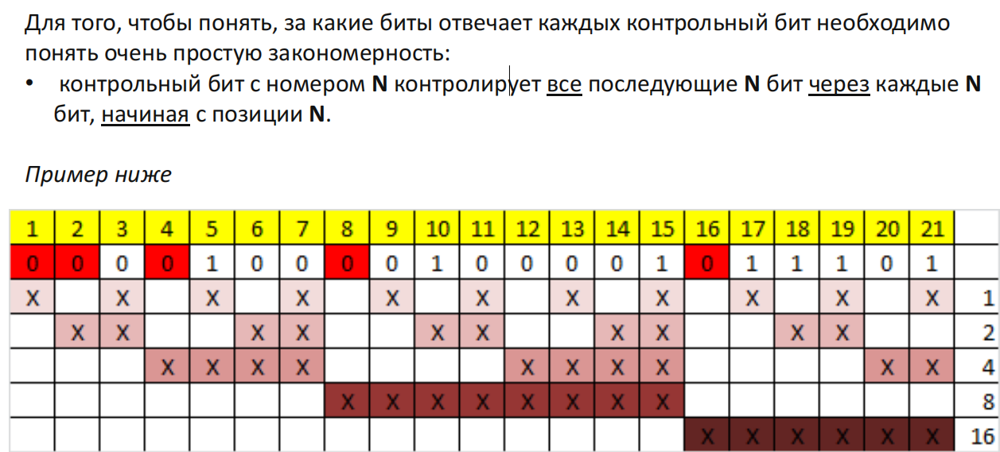 Для того, чтобы понять, за какие биты отвечает каждых контрольный бит необходимо
понять очень простую закономерность:
• контрольный бит с номером N контролирует все последующие N бит через каждые N
бит, начиная с позиции N.
Пример ниже
1 2 3 4 5 6 7 8 9 10 11 12 13 14 15 16 17 18 19 20 21
0 0 0 0 1 0 0 0 0 1 0 0 0 0 1 0 1 1 1 0 1
X X X X X X X X X X X 1
X X X X X X X X X X 2
X X X X X X X X X X 4
X X X X X X X X 8
X X X X X X 16